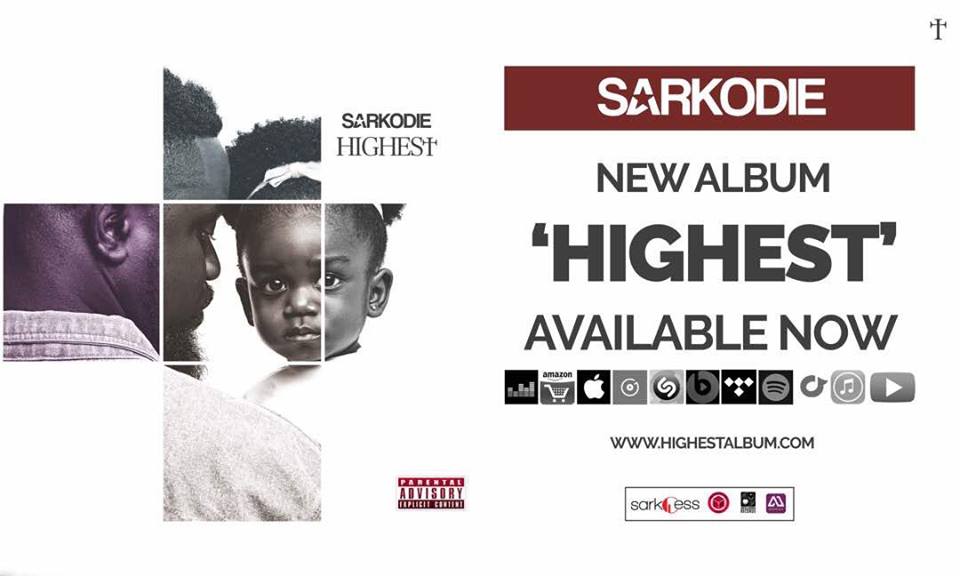 SARKODIE
HIGHEST
PARENTAL
ADVISORY
EXPLICIT CONTENT
SARKODIE
NEW ALBUM
‘HIGHEST’
AVAILABLE NOW
amazon
WWW.HIGHESTALBUM.COM
sarkcess